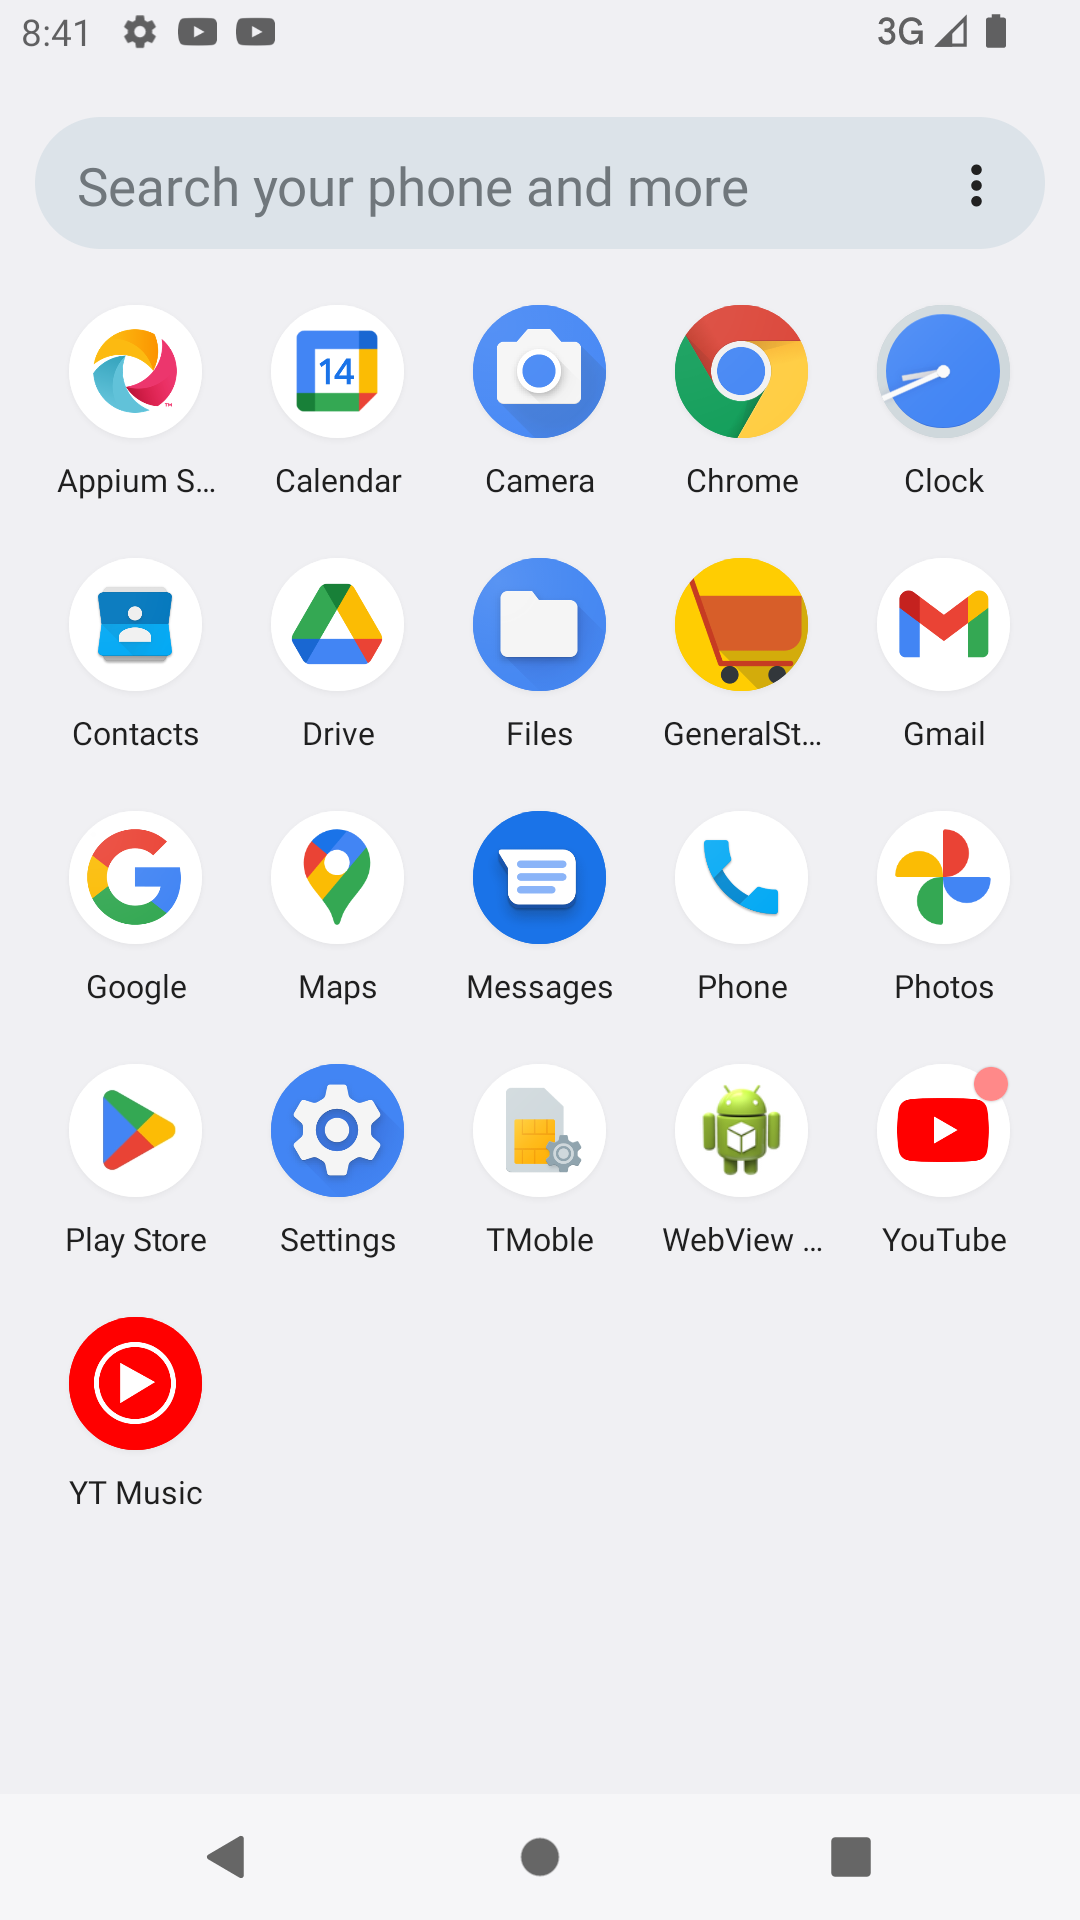 8:41 3G
Search your phone and more
14
Appium S... Calendar Camera Chrome Clock
Contacts Drive Files GeneralSt... Gmail
Google Maps Messages Phone Photos
Play Store Settings TMoble WebView ... YouTube
YT Music